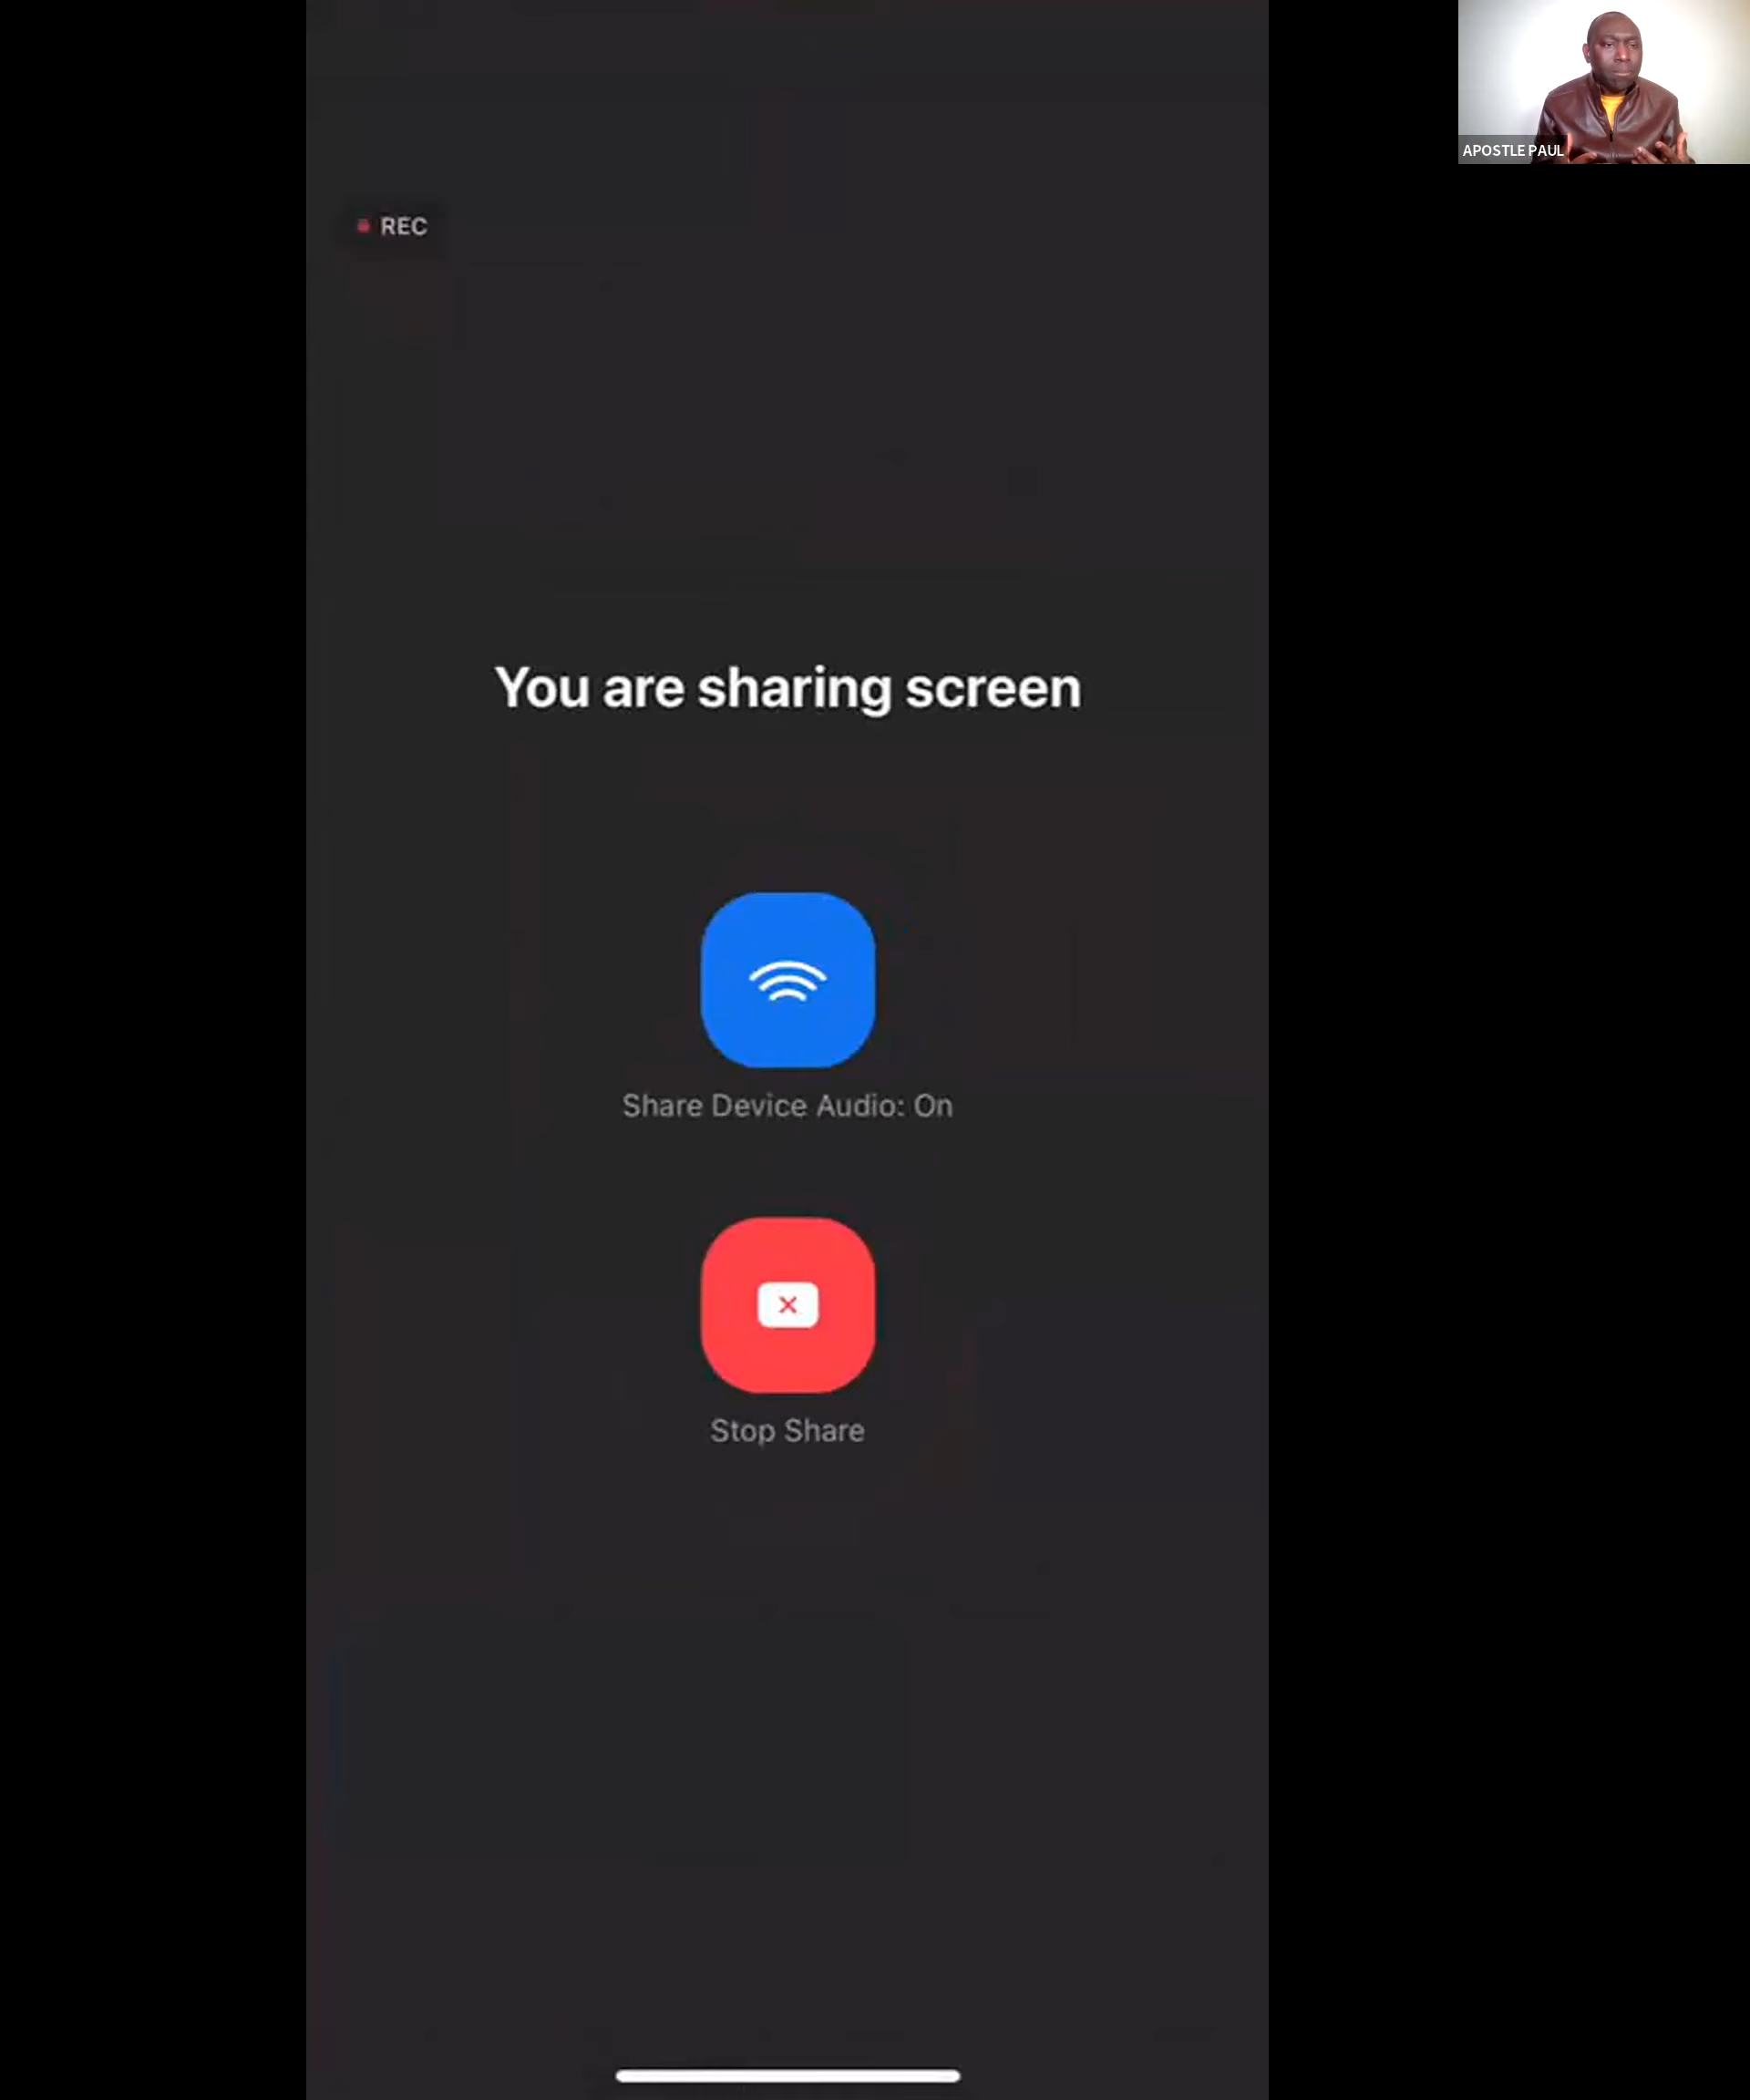 APOSTLE PAUL
REC
You are sharing screen
Share Device Audio: On
Stop Share